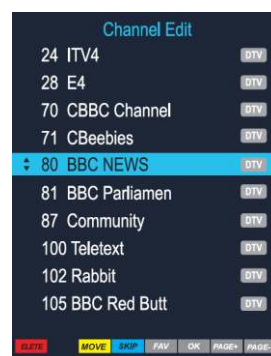 Channel Edit
24 ITV4 DTV
28 E4 DTV
70 CBBC Channel DTV
71 CBeebies DTV
80 BBC NEWS DTV
81 BBC Parliamen DTV
87 Community DTV
100 Teletext DTV
102 Rabbit DTV
105 BBC Red Butt DTV
ELETE MOVE SKIP FAV OK PAGE+ PAGE-